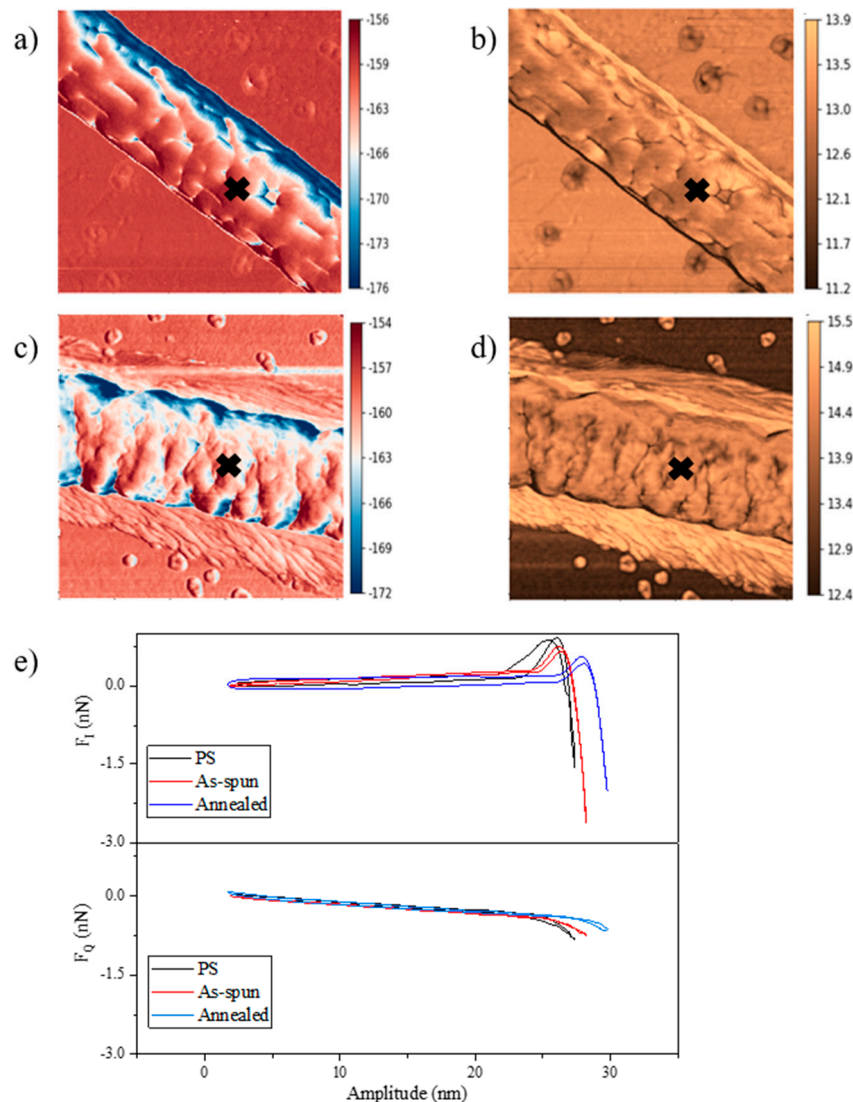 a)
-156
-159
-163
-166
-170
-173
-176
b)
13.9
13.5
13.0
12.6
12.1
11.7
11.2
c)
-154
-157
-160
-163
-166
-169
-172
d)
15.5
14.9
14.5
13.9
13.4
12.9
12.4
e)
0.0
-1.5
-3.0
F_I (nN)
PS
As-spun
Annealed
0.0
-1.5
-3.0
F_Q (nN)
PS
As-spun
Annealed
0 10 20 30
Amplitude (nm)